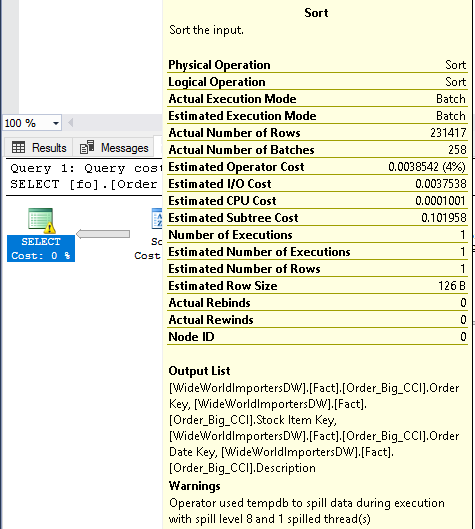 Sort
Sort the input.
Physical Operation Sort
Logical Operation Sort
Actual Execution Mode Batch
Estimated Execution Mode Batch
Actual Number of Rows 231417
Actual Number of Batches 258
Estimated Operator Cost 0.0038542 (4%)
Estimated I/O Cost 0.0037538
Estimated CPU Cost 0.0001001
Estimated Subtree Cost 0.101958
Number of Executions 1
Estimated Number of Executions 1
Estimated Number of Rows 1
Estimated Row Size 126 B
Actual Rebinds 0
Actual Rewinds 0
Node ID 0
Output List
[WideWorldImportersDW].[Fact].[Order_Big_CCI].Order
Key, [WideWorldImportersDW].[Fact].
[Order_Big_CCI].Stock Item Key,
[WideWorldImportersDW].[Fact].[Order_Big_CCI].Order
Date Key, [WideWorldImportersDW].[Fact].
[Order_Big_CCI].Description
Warnings
Operator used tempdb to spill data during execution
with spill level 8 and 1 spilled thread(s)
100 %
Results Messages
Query 1: Query cost
SELECT [fo].[Order
SELECT
Cost: 0 %
So
Cost